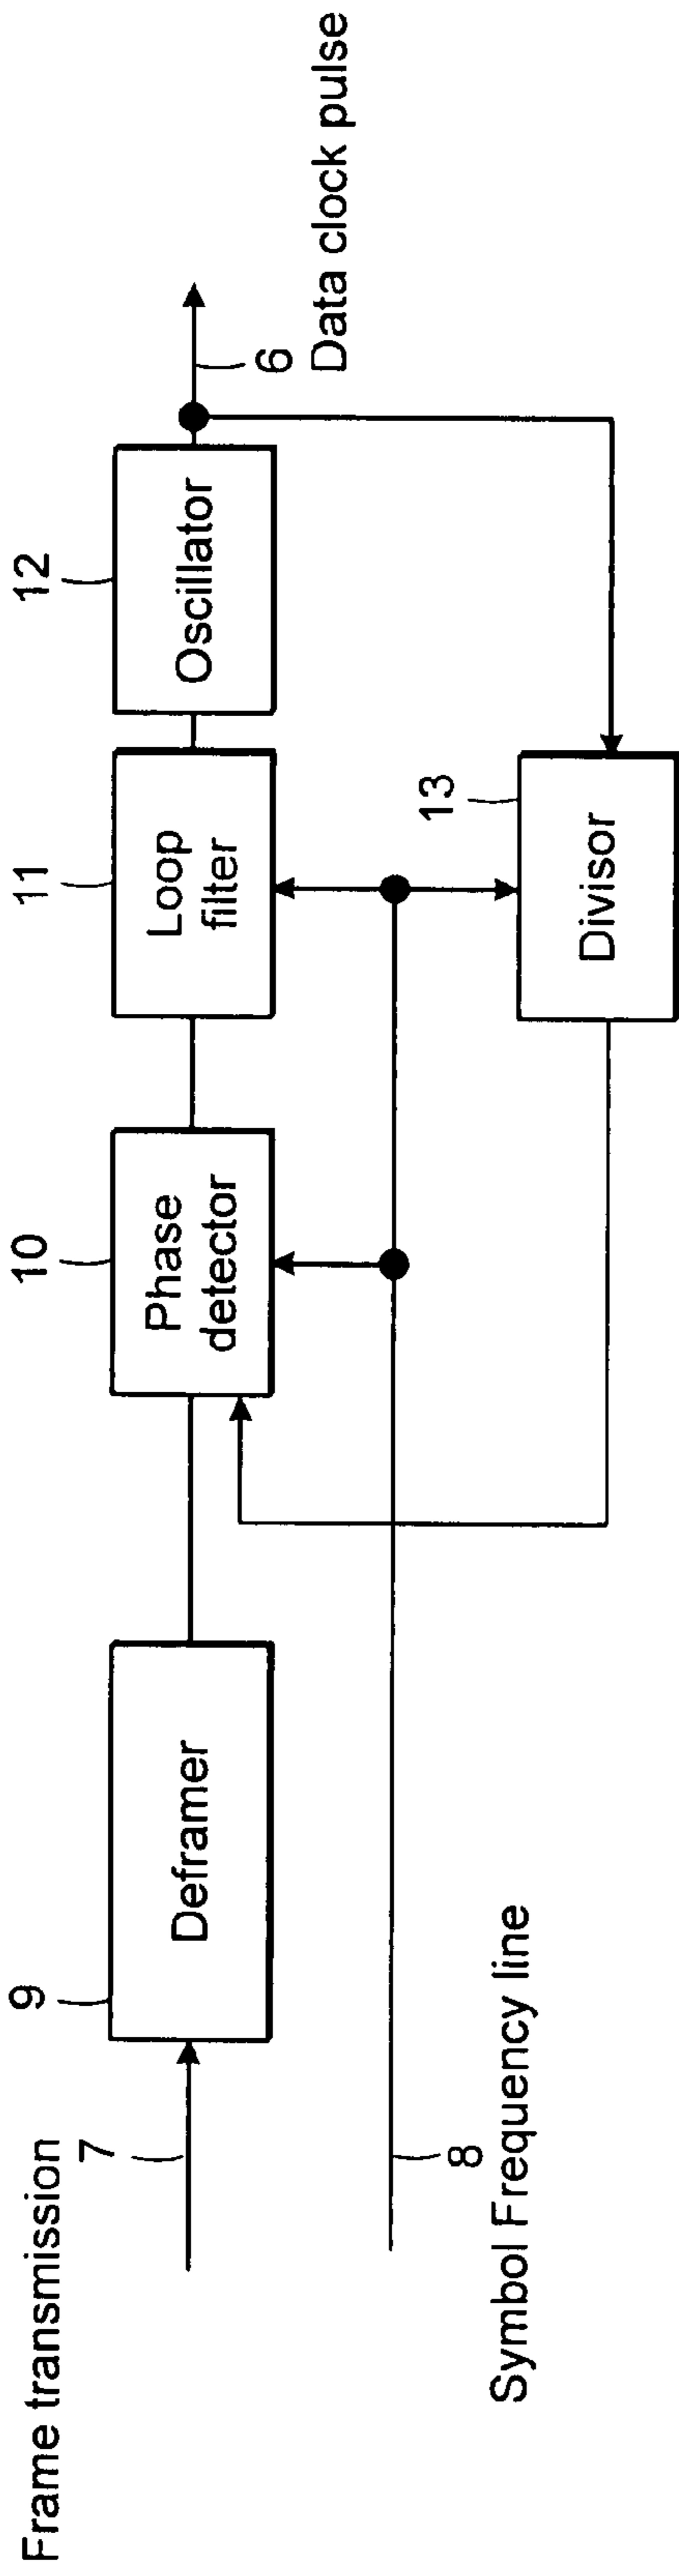 Frame transmission
7
9
Deframer
8
Symbol Frequency line
10
Phase
detector
11
Loop
filter
12
Oscillator
13
Divisor
6
Data clock pulse